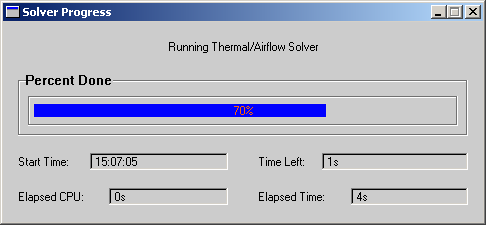 Solver Progress
Running Thermal/Airflow Solver
Percent Done
70%
Start Time: 15:07:05 Time Left: 1s
Elapsed CPU: 0s Elapsed Time: 4s